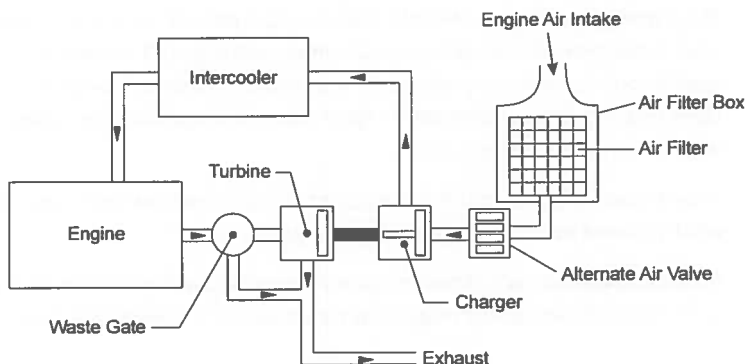 Engine Air Intake
Intercooler
Air Filter Box
Air Filter
Turbine
Engine
Alternate Air Valve
Charger
Waste Gate
Exhaust